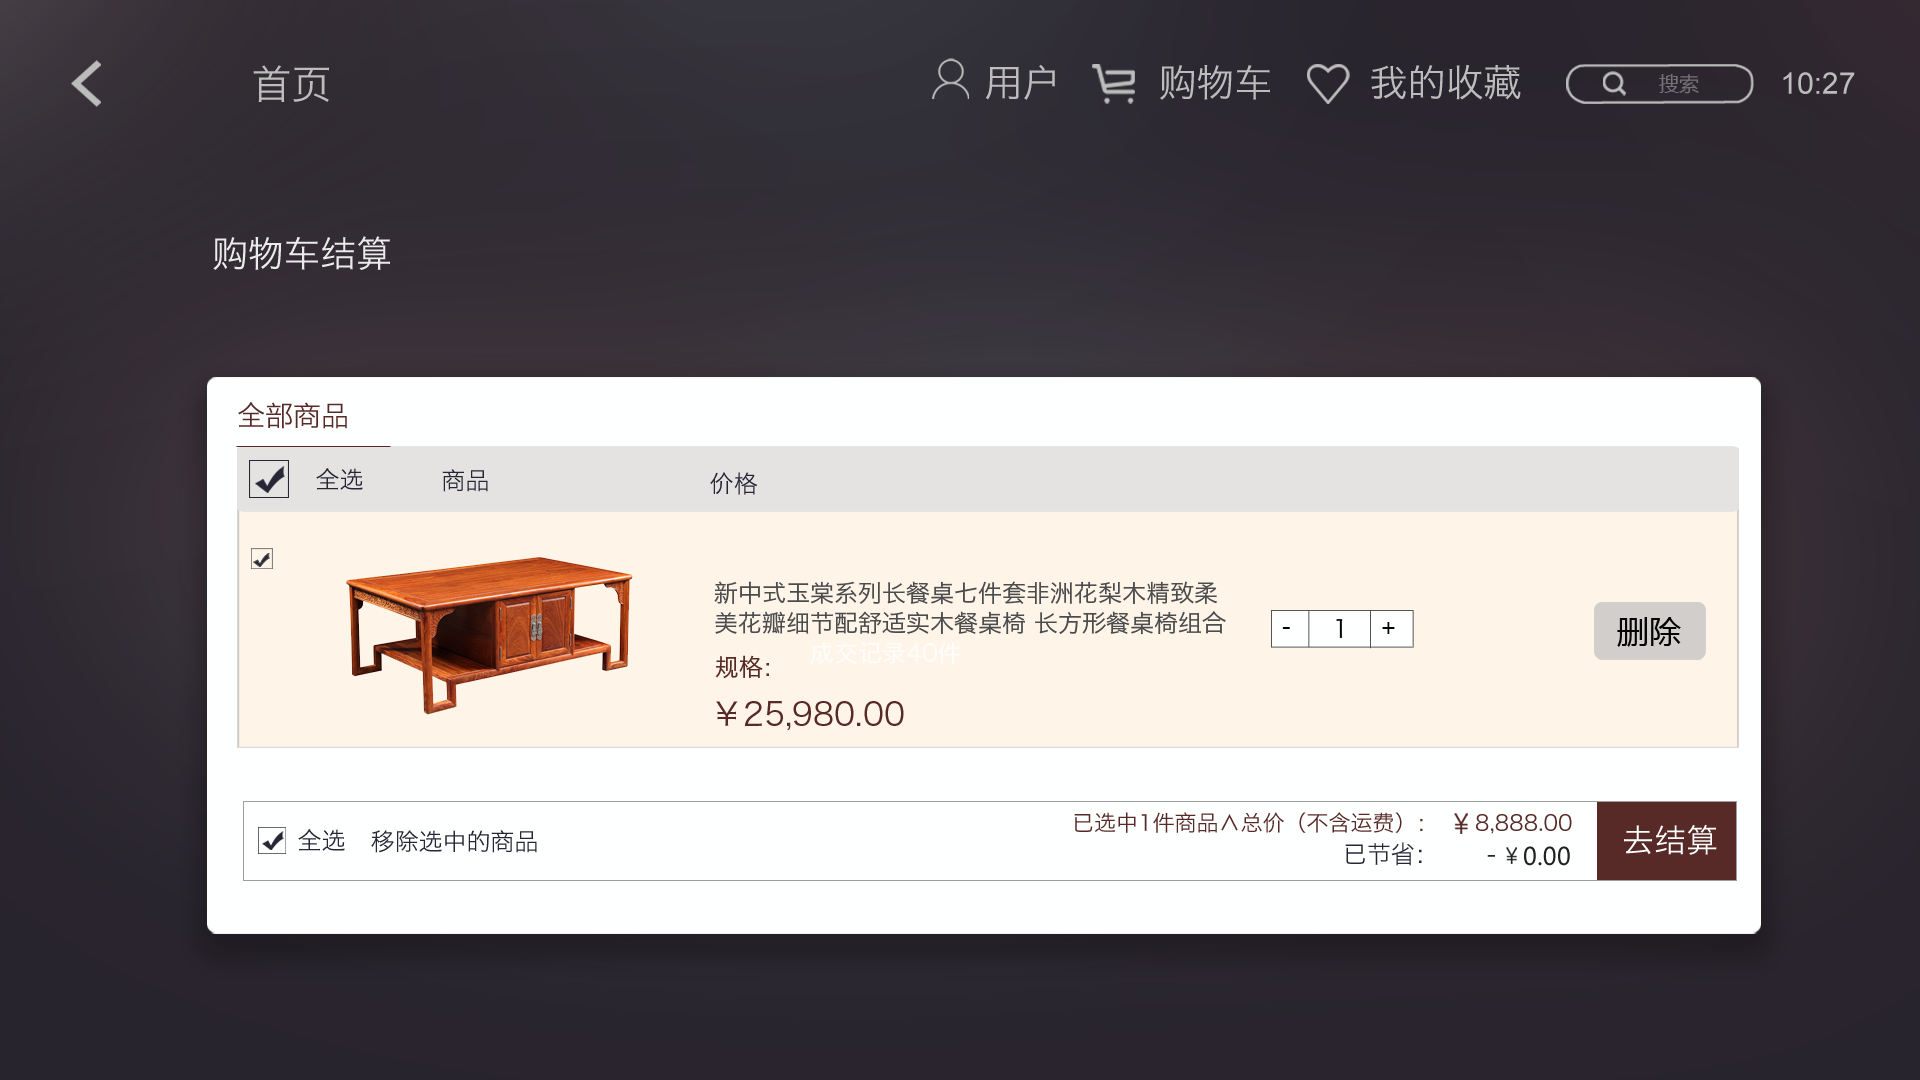 首页
用户
购物车
我的收藏
搜索
10:27
购物车结算
全部商品
全选
商品
价格
新中式玉棠系列长餐桌七件套非洲花梨木精致柔
美花瓣细节配舒适实木餐桌椅 长方形餐桌椅组合
成交记录40件
规格：
￥25,980.00
- 1 +
删除
全选
移除选中的商品
已选中1件商品∧总价（不含运费）： ￥8,888.00
已节省： - ￥0.00
去结算